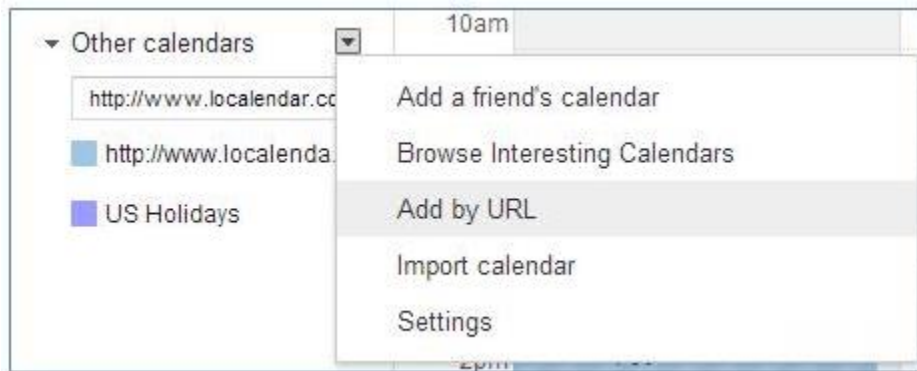 10am
Other calendars
http://www.localendar.co
Add a friend's calendar
http://www.localenda.
Browse Interesting Calendars
Add by URL
US Holidays
Import calendar
Settings
2pm